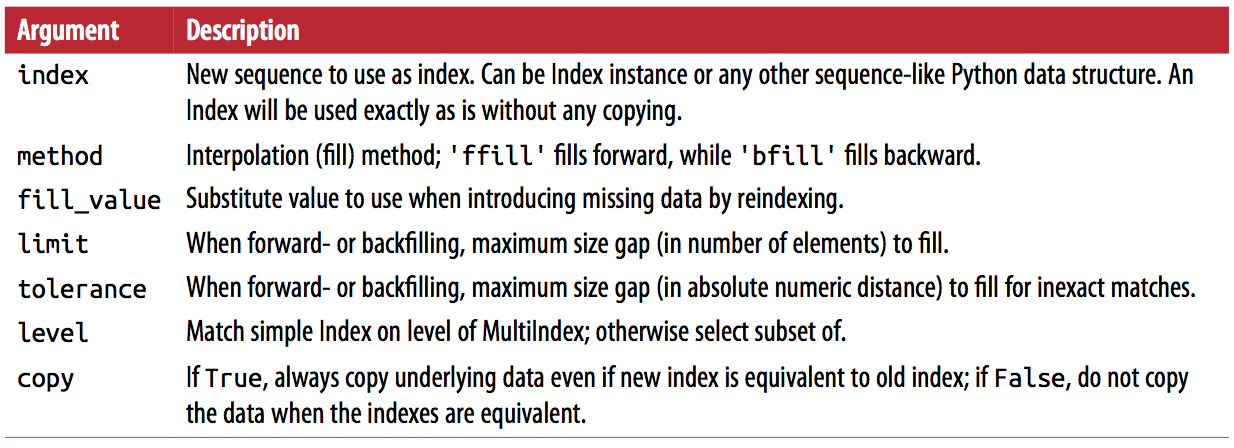 Argument Description
index New sequence to use as index. Can be Index instance or any other sequence-like Python data structure. An
Index will be used exactly as is without any copying.
method Interpolation (fill) method; 'ffill' fills forward, while 'bfill' fills backward.
fill_value Substitute value to use when introducing missing data by reindexing.
limit When forward- or backfilling, maximum size gap (in number of elements) to fill.
tolerance When forward- or backfilling, maximum size gap (in absolute numeric distance) to fill for inexact matches.
level Match simple Index on level of MultiIndex; otherwise select subset of.
copy If True, always copy underlying data even if new index is equivalent to old index; if False, do not copy
the data when the indexes are equivalent.